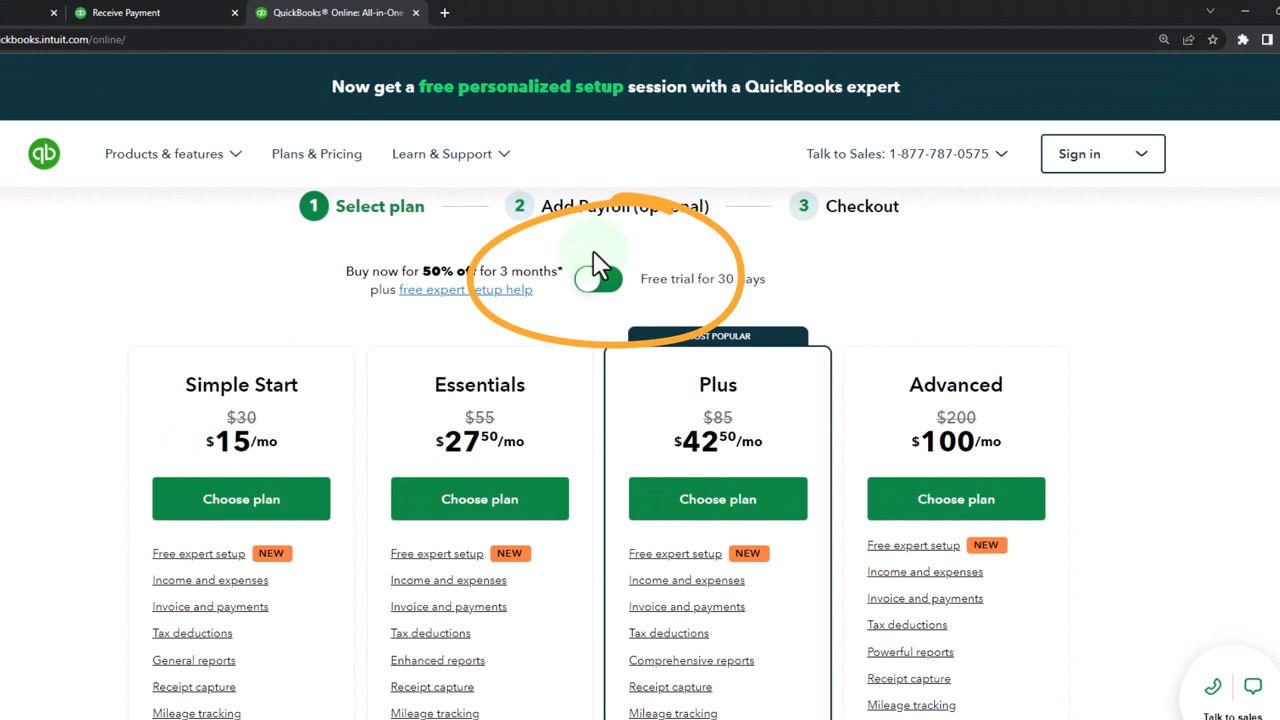 Receive Payment
QuickBooks® Online: All-in-One
ckbooks.intuit.com/online/
Now get a free personalized setup session with a QuickBooks expert
qb
Products & features
Plans & Pricing
Learn & Support
Talk to Sales: 1-877-787-0575
Sign in
1 Select plan
2 Add Payroll (optional)
3 Checkout
Buy now for 50% off for 3 months*
plus free expert setup help
Free trial for 30 days
MOST POPULAR
Simple Start
$30
$15/mo
Choose plan
Free expert setup NEW
Income and expenses
Invoice and payments
Tax deductions
General reports
Receipt capture
Mileage tracking
Essentials
$55
$2750/mo
Choose plan
Free expert setup NEW
Income and expenses
Invoice and payments
Tax deductions
Enhanced reports
Receipt capture
Mileage tracking
Plus
$85
$4250/mo
Choose plan
Free expert setup NEW
Income and expenses
Invoice and payments
Tax deductions
Comprehensive reports
Receipt capture
Mileage tracking
Advanced
$200
$100/mo
Choose plan
Free expert setup NEW
Income and expenses
Invoice and payments
Tax deductions
Powerful reports
Receipt capture
Mileage tracking
Talk to sales